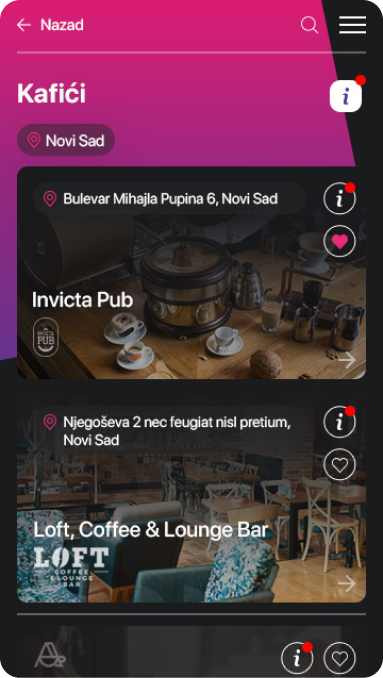 Nazad
Kafići
i
Novi Sad
Bulevar Mihajla Pupina 6, Novi Sad
i
Invicta Pub
INVICTA
PUB
Njegoševa 2 nec feugiat nisl pretium,
Novi Sad
i
Loft, Coffee & Lounge Bar
LOFT
COFFEE
& LOUNGE
BAR
i